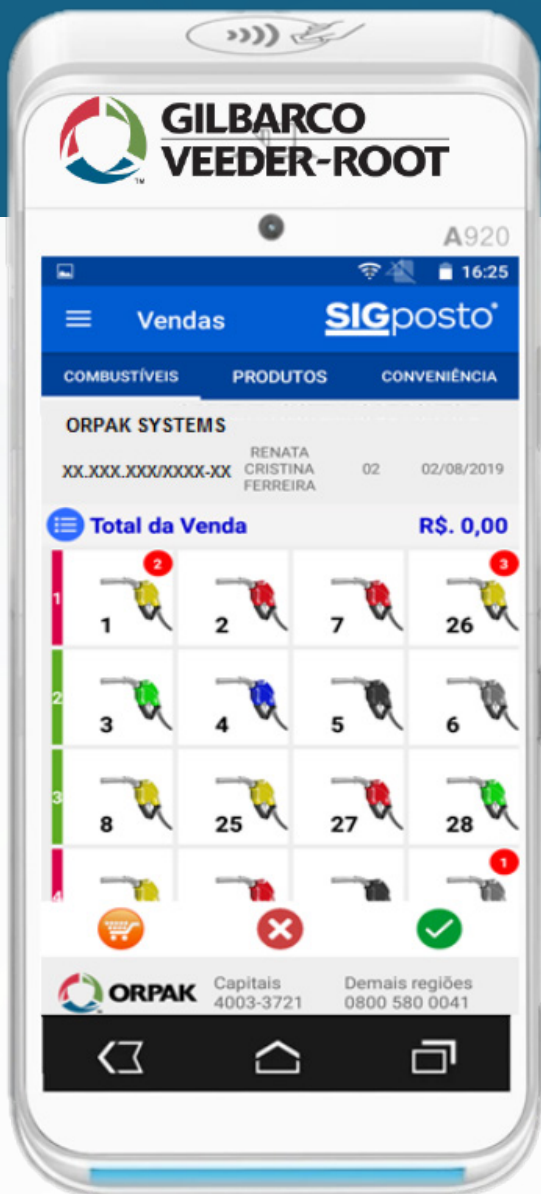 GILBARCO
VEEDER-ROOT
™
A920
16:25
Vendas
SIGposto
COMBUSTÍVEIS PRODUTOS CONVENIÊNCIA
ORPAK SYSTEMS
XX.XXX.XXX/XXXX-XX RENATA CRISTINA FERREIRA 02 02/08/2019
Total da Venda R$. 0,00
2 3
1 1 2 7 26
2 3 4 5 6
3 8 25 27 28
4 1
ORPAK Capitais Demais regiões
4003-3721 0800 580 0041